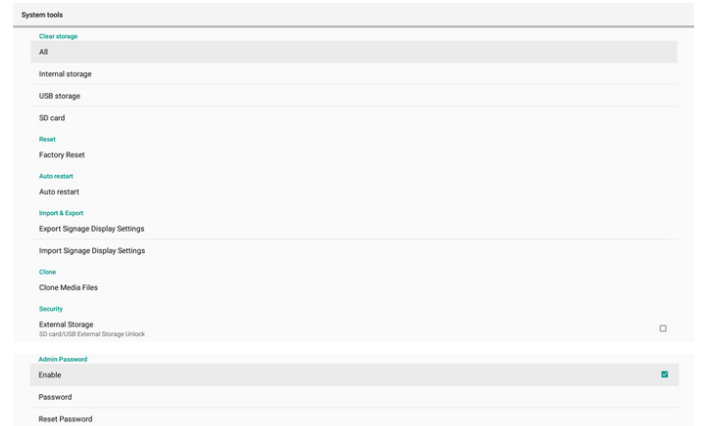 System tools
Clear storage
All
Internal storage
USB storage
SD card
Reset
Factory Reset
Auto restart
Auto restart
Import & Export
Export Signage Display Settings
Import Signage Display Settings
Clone
Clone Media Files
Security
External Storage
SD card/USB External Storage Unlock
Admin Password
Enable
Password
Reset Password